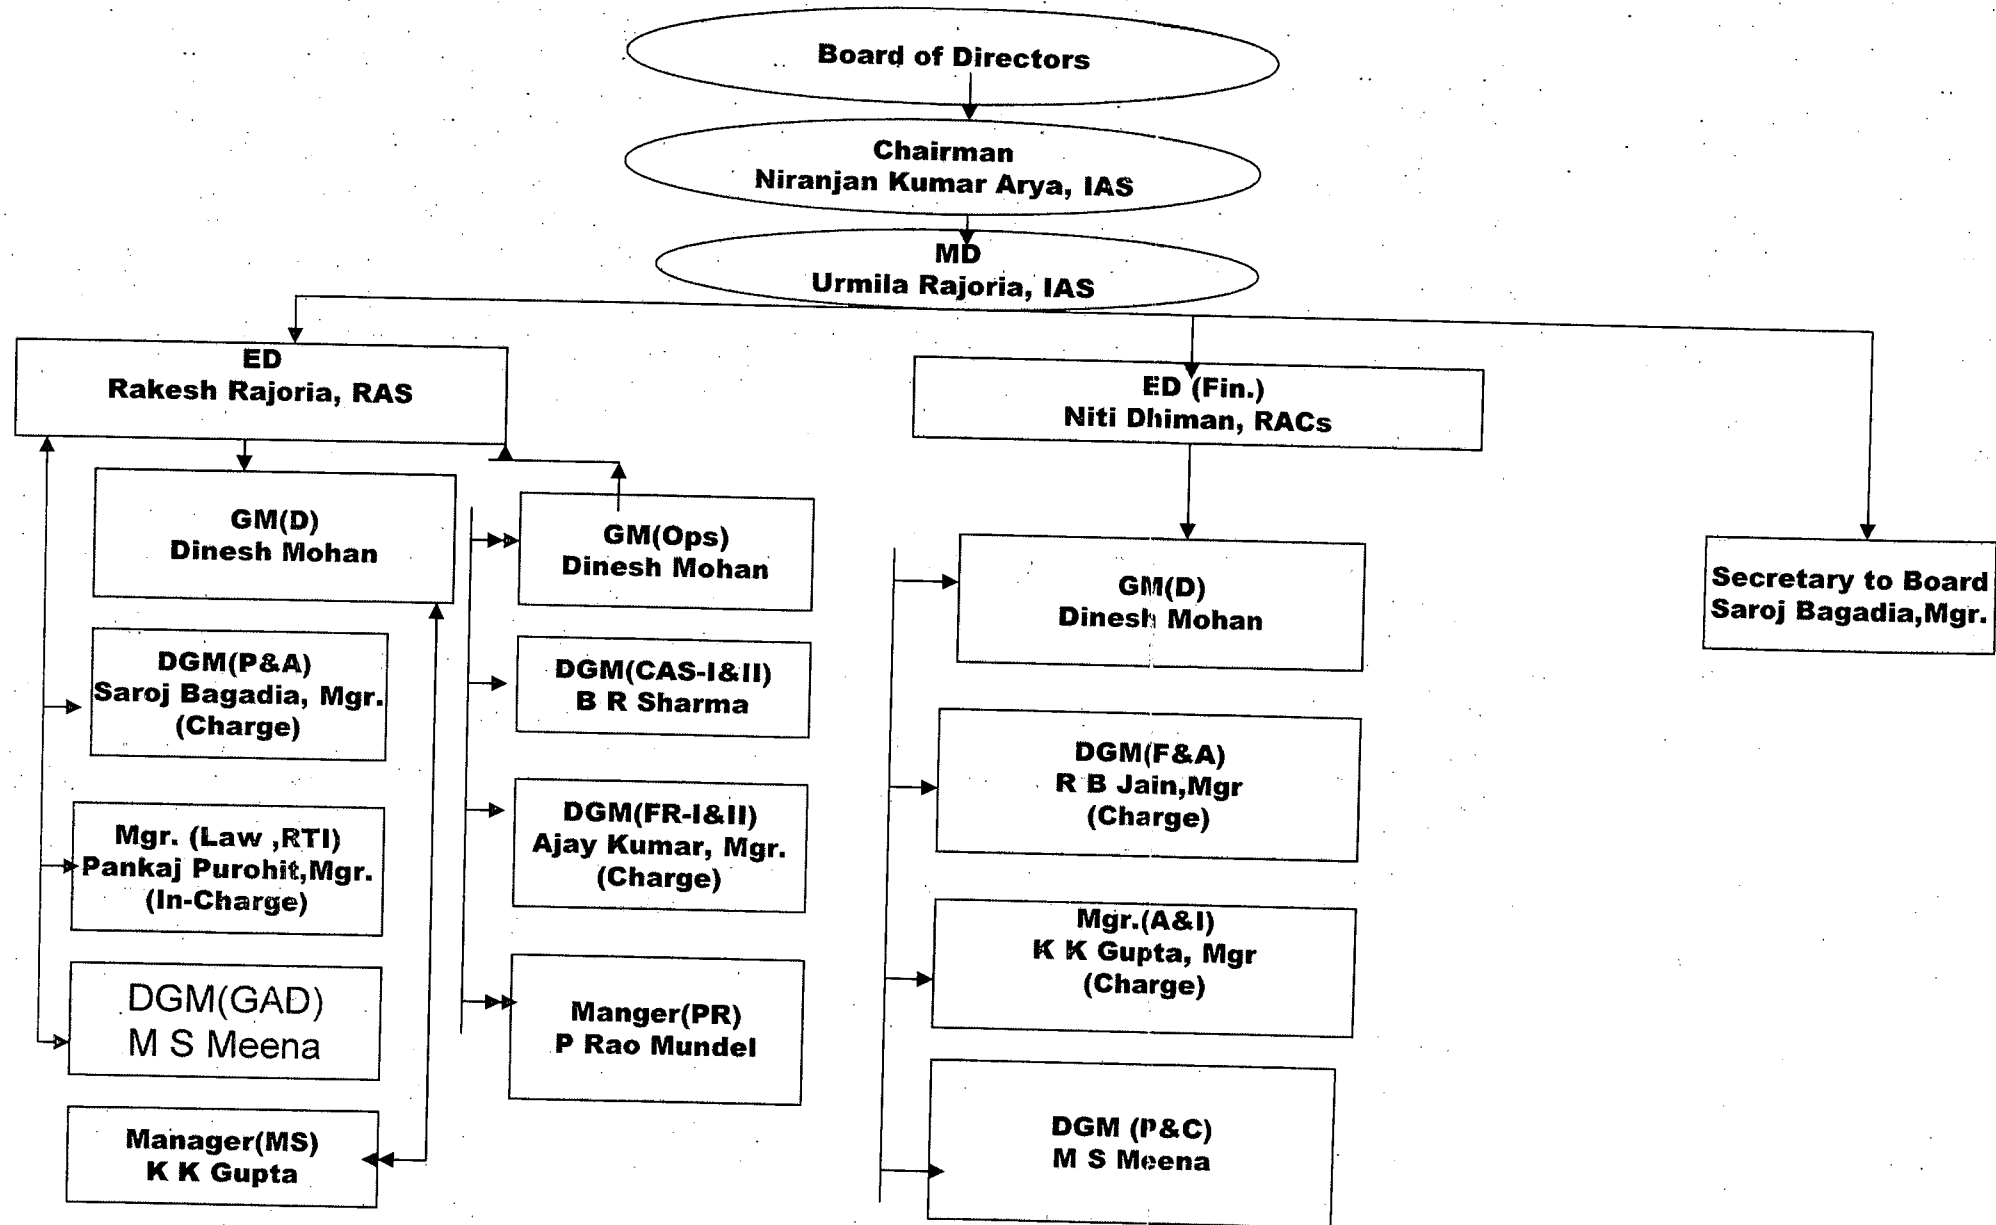 Board of Directors
Chairman
Niranjan Kumar Arya, IAS
MD
Urmila Rajoria, IAS
ED
Rakesh Rajoria, RAS
ED (Fin.)
Niti Dhiman, RACs
GM(D)
Dinesh Mohan
GM(Ops)
Dinesh Mohan
GM(D)
Dinesh Mohan
Secretary to Board
Saroj Bagadia,Mgr.
DGM(P&A)
Saroj Bagadia, Mgr.
(Charge)
DGM(CAS-I&II)
B R Sharma
DGM(F&A)
R B Jain,Mgr
(Charge)
Mgr. (Law ,RTI)
Pankaj Purohit,Mgr.
(In-Charge)
DGM(FR-I&II)
Ajay Kumar, Mgr.
(Charge)
Mgr.(A&I)
K K Gupta, Mgr
(Charge)
DGM(GAD)
M S Meena
Manger(PR)
P Rao Mundel
Manager(MS)
K K Gupta
DGM (P&C)
M S Meena